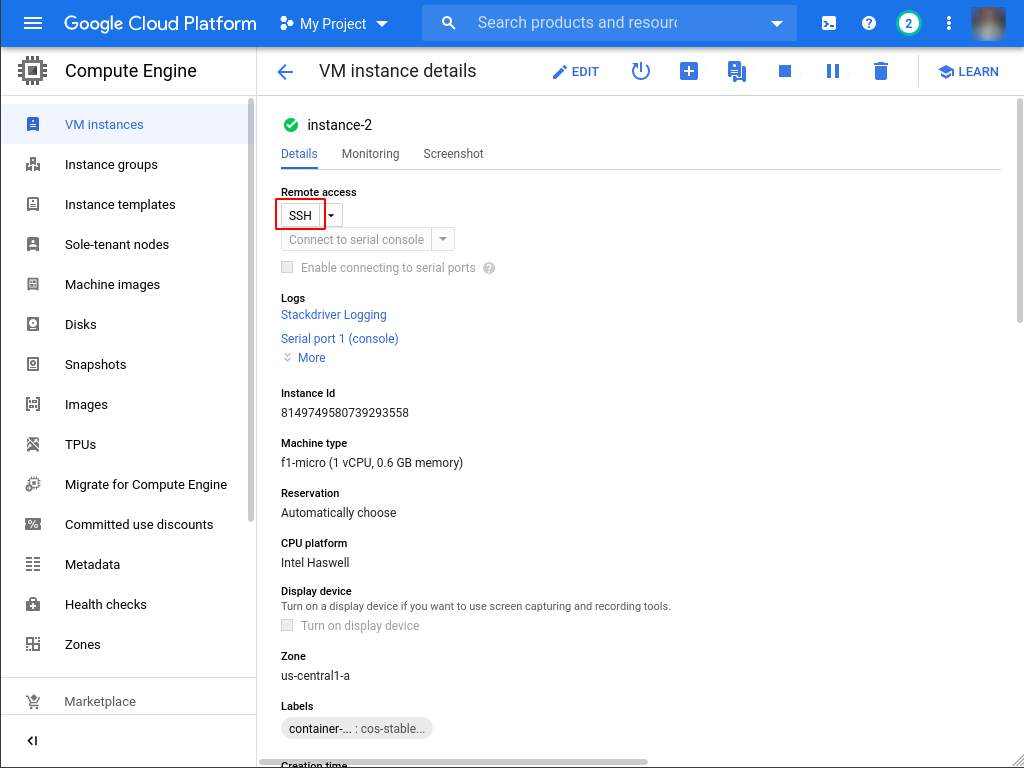 Google Cloud Platform My Project Search products and resourc 2
Compute Engine
VM instance details EDIT LEARN
VM instances
Instance groups
Instance templates
Sole-tenant nodes
Machine images
Disks
Snapshots
Images
TPUs
Migrate for Compute Engine
Committed use discounts
Metadata
Health checks
Zones
Marketplace
instance-2
Details Monitoring Screenshot
Remote access
SSH
Connect to serial console
Enable connecting to serial ports ?
Logs
Stackdriver Logging
Serial port 1 (console)
More
Instance Id
8149749580739293558
Machine type
f1-micro (1 vCPU, 0.6 GB memory)
Reservation
Automatically choose
CPU platform
Intel Haswell
Display device
Turn on a display device if you want to use screen capturing and recording tools.
Turn on display device
Zone
us-central1-a
Labels
container-... : cos-stable...
Creation time